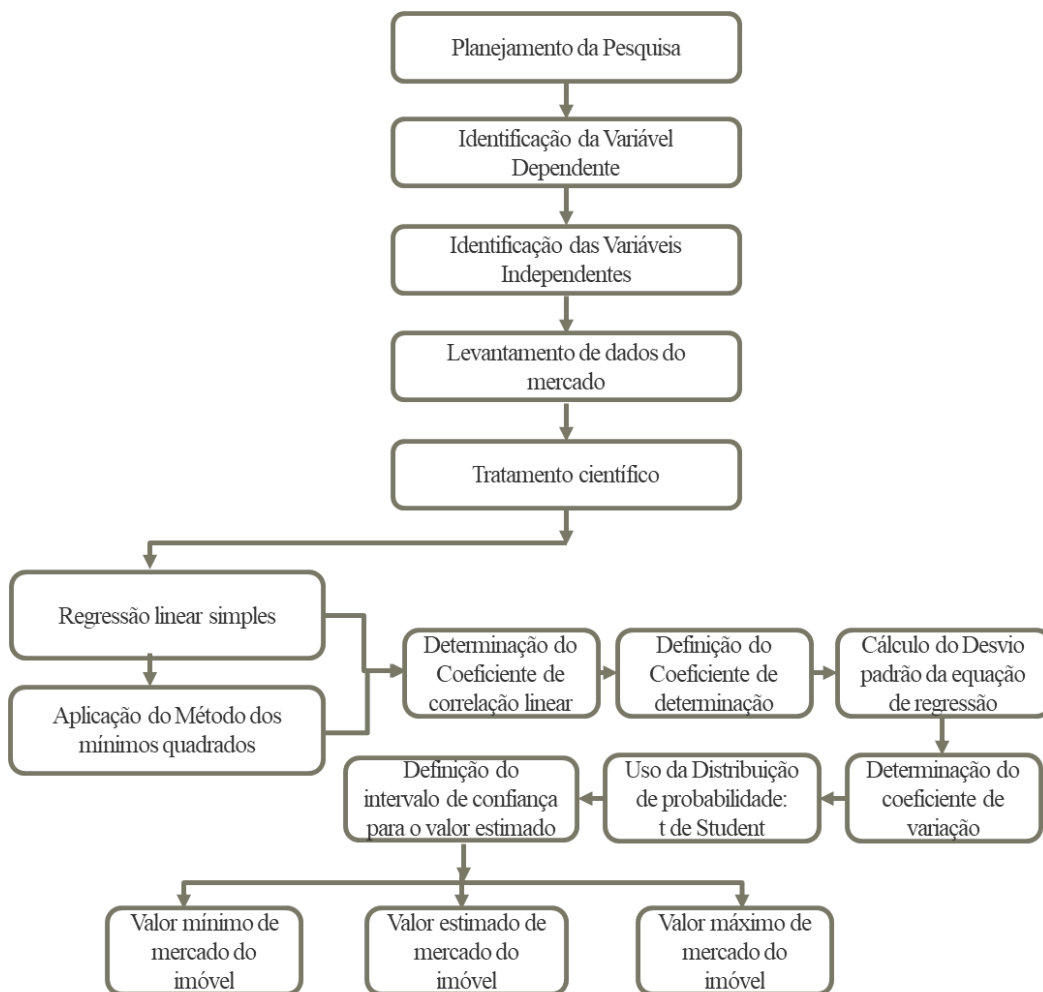 Planejamento da Pesquisa
Identificação da Variável
Dependente
Identificação das Variáveis
Independentes
Levantamento de dados do
mercado
Tratamento científico
Regressão linear simples
Aplicação do Método dos
mínimos quadrados
Determinação do
Coeficiente de
correlação linear
Definição do
Coeficiente de
determinação
Cálculo do Desvio
padrão da equação
de regressão
Determinação do
coeficiente de
variação
Uso da Distribuição
de probabilidade:
t de Student
Definição do
intervalo de confiança
para o valor estimado
Valor mínimo de
mercado do
imóvel
Valor estimado de
mercado do
imóvel
Valor máximo de
mercado do
imóvel